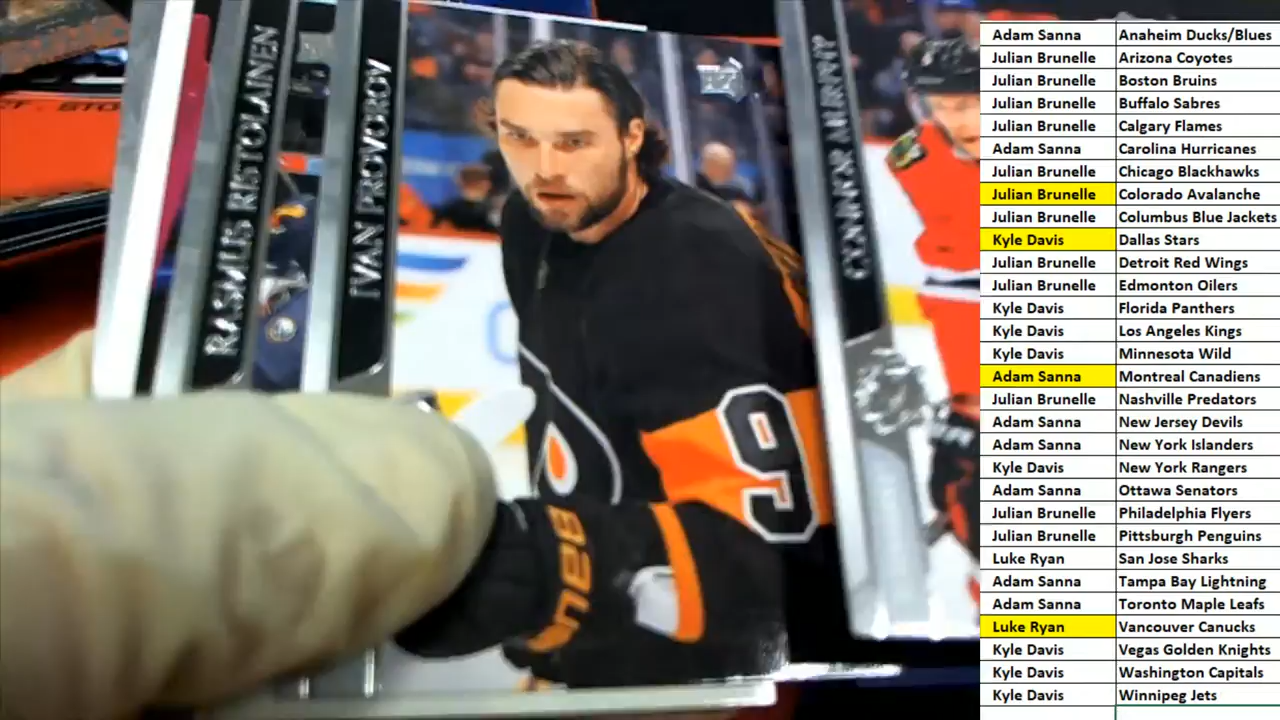 RASMUS RISTOLAINEN
IVAN PROVOROV
CONNOR MURPHY
9
BAUE
Adam Sanna Anaheim Ducks/Blues
Julian Brunelle Arizona Coyotes
Julian Brunelle Boston Bruins
Julian Brunelle Buffalo Sabres
Julian Brunelle Calgary Flames
Adam Sanna Carolina Hurricanes
Julian Brunelle Chicago Blackhawks
Julian Brunelle Colorado Avalanche
Julian Brunelle Columbus Blue Jackets
Kyle Davis Dallas Stars
Julian Brunelle Detroit Red Wings
Julian Brunelle Edmonton Oilers
Kyle Davis Florida Panthers
Kyle Davis Los Angeles Kings
Kyle Davis Minnesota Wild
Adam Sanna Montreal Canadiens
Julian Brunelle Nashville Predators
Adam Sanna New Jersey Devils
Adam Sanna New York Islanders
Kyle Davis New York Rangers
Adam Sanna Ottawa Senators
Julian Brunelle Philadelphia Flyers
Julian Brunelle Pittsburgh Penguins
Luke Ryan San Jose Sharks
Adam Sanna Tampa Bay Lightning
Adam Sanna Toronto Maple Leafs
Luke Ryan Vancouver Canucks
Kyle Davis Vegas Golden Knights
Kyle Davis Washington Capitals
Kyle Davis Winnipeg Jets